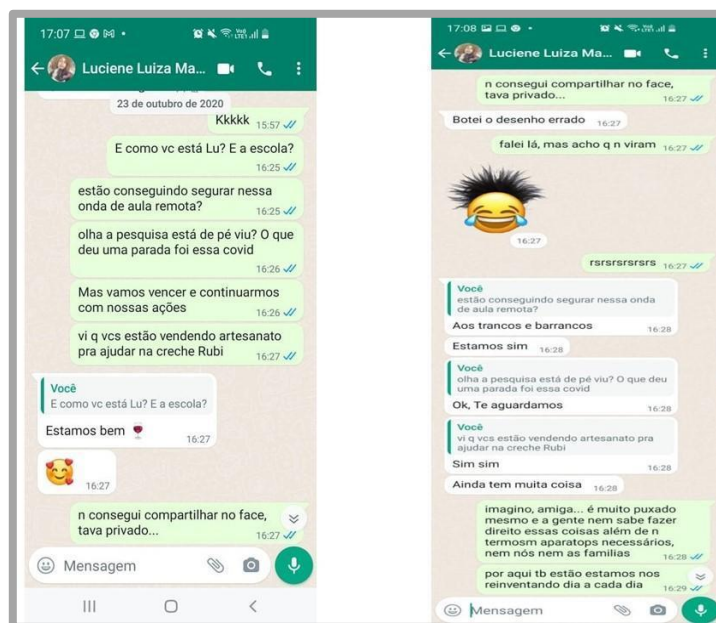 17:07
Luciene Luiza Ma...
23 de outubro de 2020
Kkkkk 15:57
E como vc está Lu? E a escola?
16:25
estão conseguindo segurar nessa
onda de aula remota? 16:25
olha a pesquisa está de pé viu? O que
deu uma parada foi essa covid
16:26
Mas vamos vencer e continuarmos
com nossas ações 16:26
vi q vcs estão vendendo artesanato
pra ajudar na creche Rubi 16:27
Você
E como vc está Lu? E a escola?
Estamos bem 🍷
16:27
🥰
16:27
n consegui compartilhar no face,
tava privado... 16:27
Mensagem
17:08
Luciene Luiza Ma...
n consegui compartilhar no face,
tava privado... 16:27
Botei o desenho errado 16:27
falei lá, mas acho q n viram 16:27
16:27
rsrsrsrsrsrs 16:27
Você
estão conseguindo segurar nessa onda
de aula remota?
Aos trancos e barrancos 16:28
Estamos sim 16:28
Você
olha a pesquisa está de pé viu? O que deu
uma parada foi essa covid
Ok, Te aguardamos 16:28
Você
vi q vcs estão vendendo artesanato pra
ajudar na creche Rubi
Sim sim 16:28
Ainda tem muita coisa 16:28
imagino, amiga... é muito puxado
mesmo e a gente nem sabe fazer
direito essas coisas além de n
termosm aparatops necessários,
nem nós nem as familias 16:28
por aqui tb estão estamos nos
reinventando dia a cada dia 16:29
Mensagem